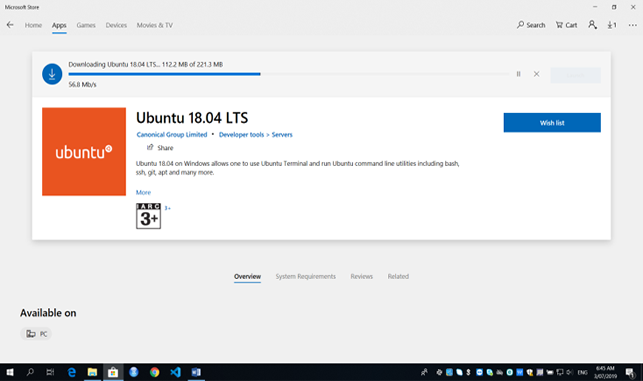 Microsoft Store
Home Apps Games Devices Movies & TV Search Cart 1
Downloading Ubuntu 18.04 LTS... 112.2 MB of 221.3 MB
56.8 Mb/s
ubuntu
Ubuntu 18.04 LTS
Canonical Group Limited • Developer tools > Servers
Share
Wish list
Ubuntu 18.04 on Windows allows one to use Ubuntu Terminal and run Ubuntu command line utilities including bash,
ssh, git, apt and many more.
More
IARC
3+
3+
Overview System Requirements Reviews Related
Available on
PC
ENG
6:45 AM
3/07/2019